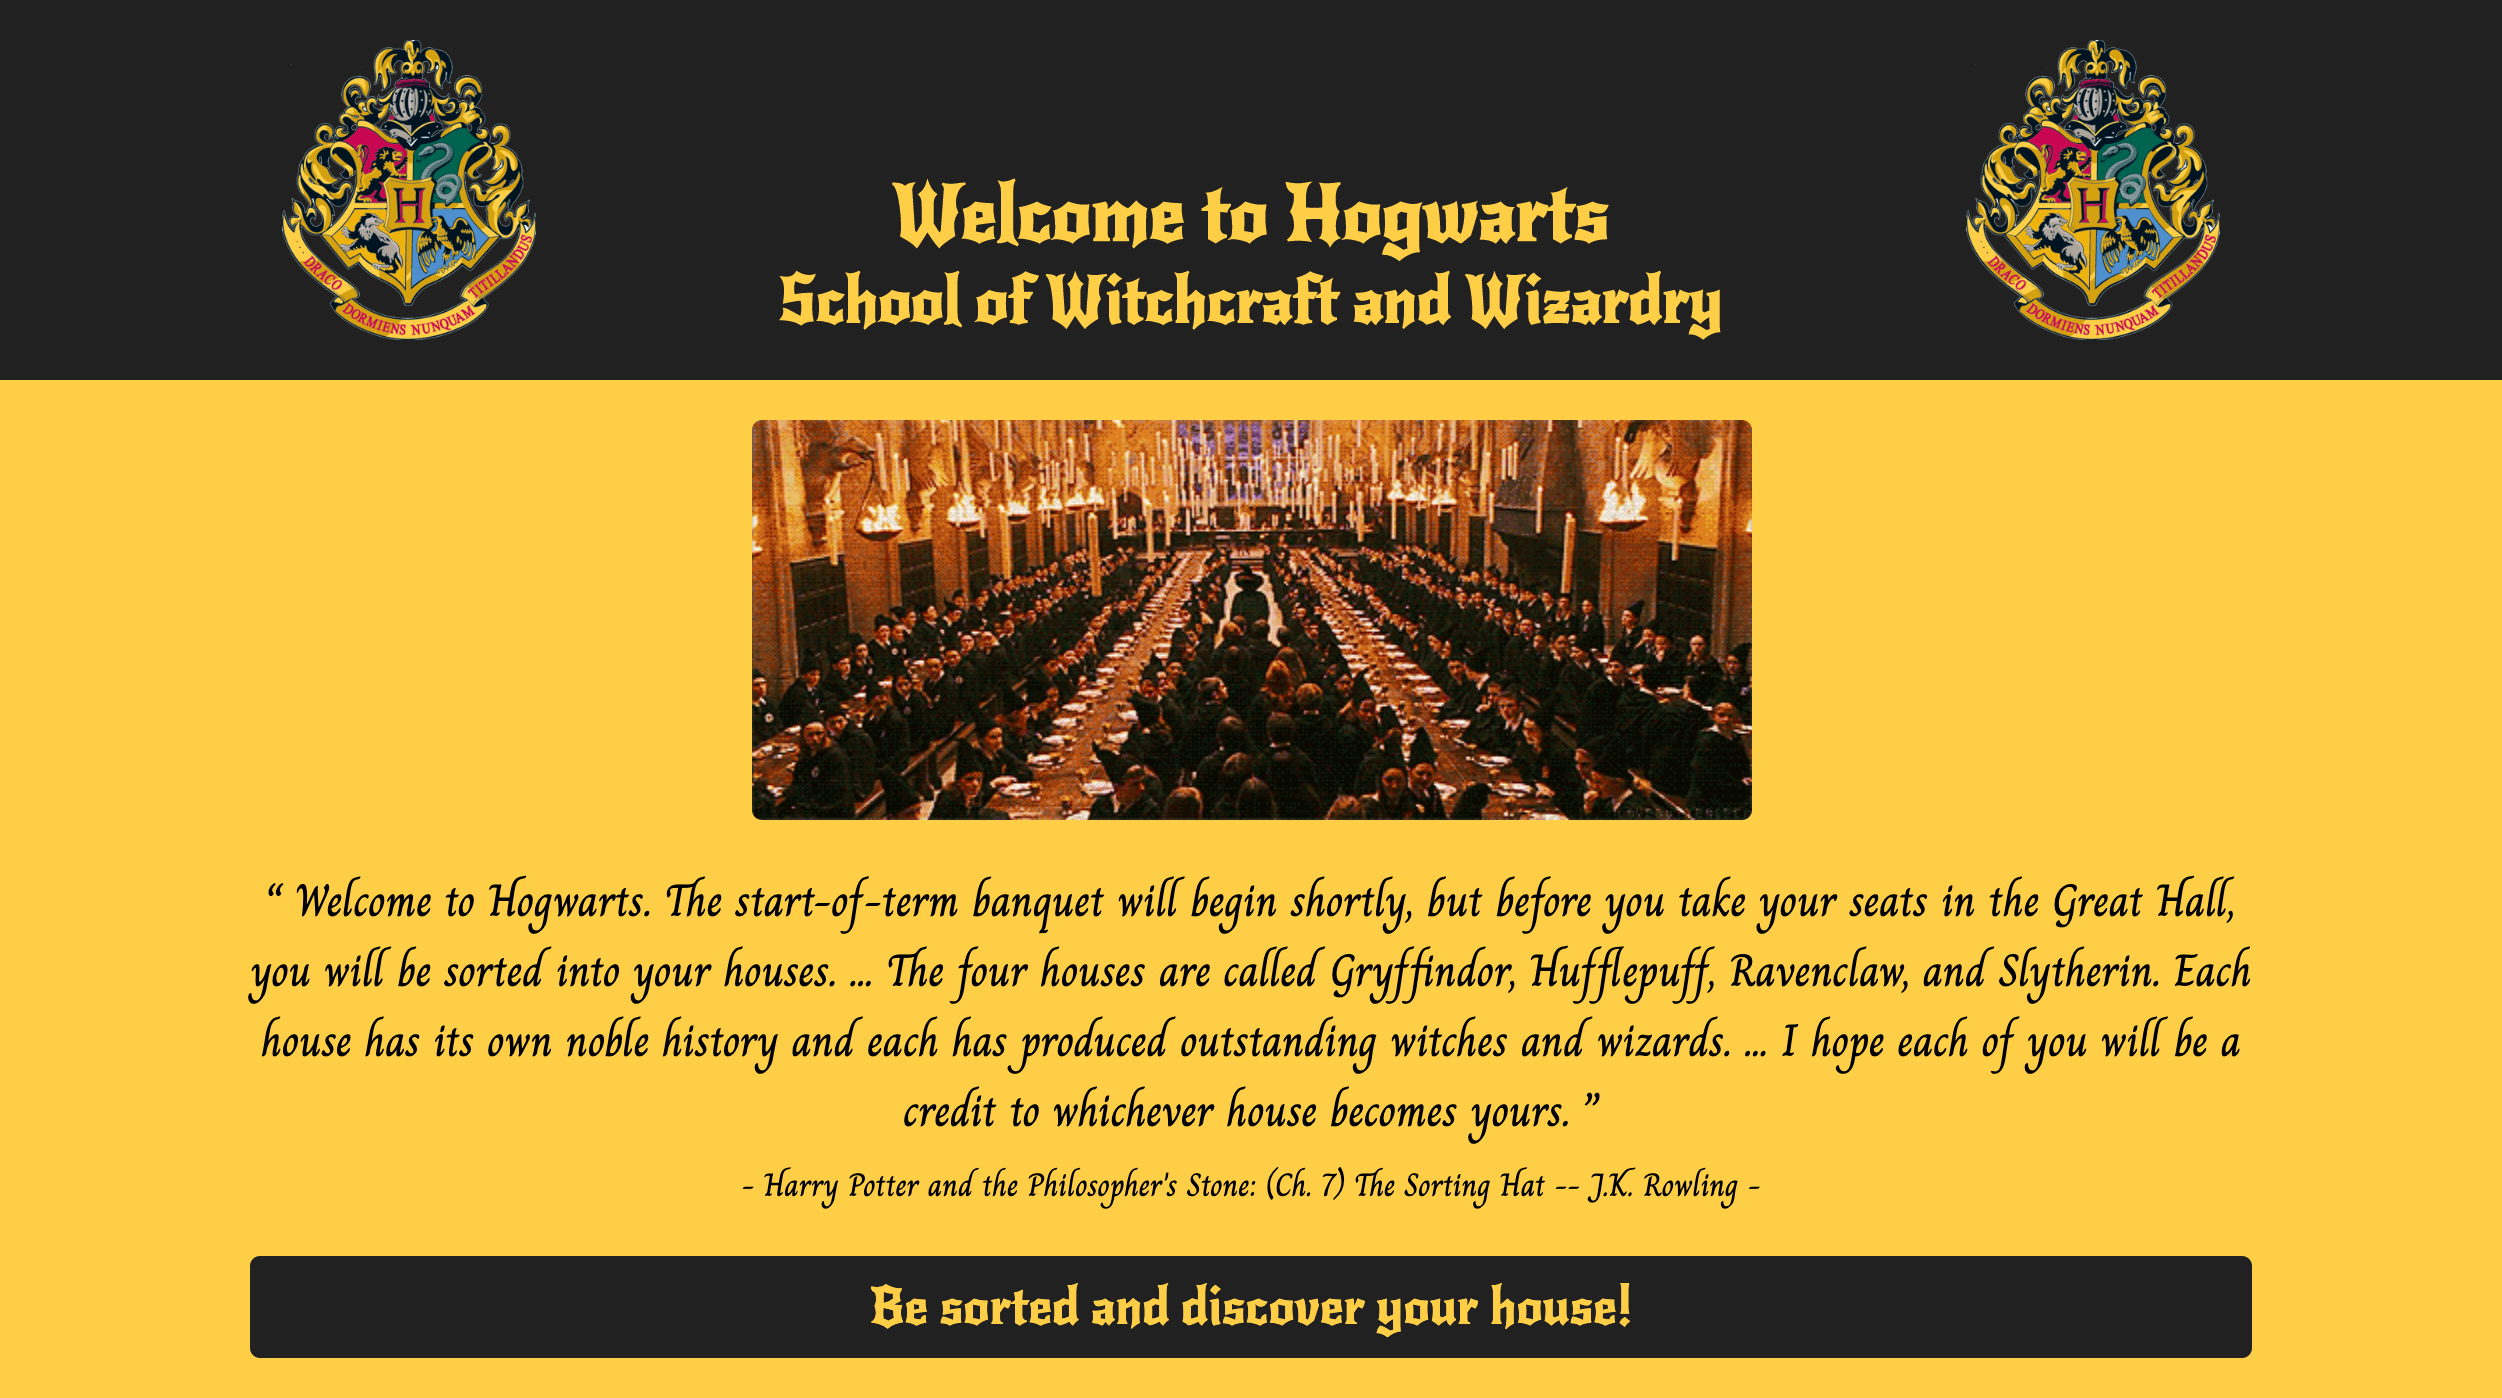 Welcome to Hogwarts
School of Witchcraft and Wizardry
H
DRACO
DORMIENS NUNQUAM
TITILLANDUS
H
DRACO
DORMIENS NUNQUAM
TITILLANDUS
“ Welcome to Hogwarts. The start-of-term banquet will begin shortly, but before you take your seats in the Great Hall,
you will be sorted into your houses. ... The four houses are called Gryffindor, Hufflepuff, Ravenclaw, and Slytherin. Each
house has its own noble history and each has produced outstanding witches and wizards. ... I hope each of you will be a
credit to whichever house becomes yours. ”
- Harry Potter and the Philosopher's Stone: (Ch. 7) The Sorting Hat -- J.K. Rowling -
Be sorted and discover your house!